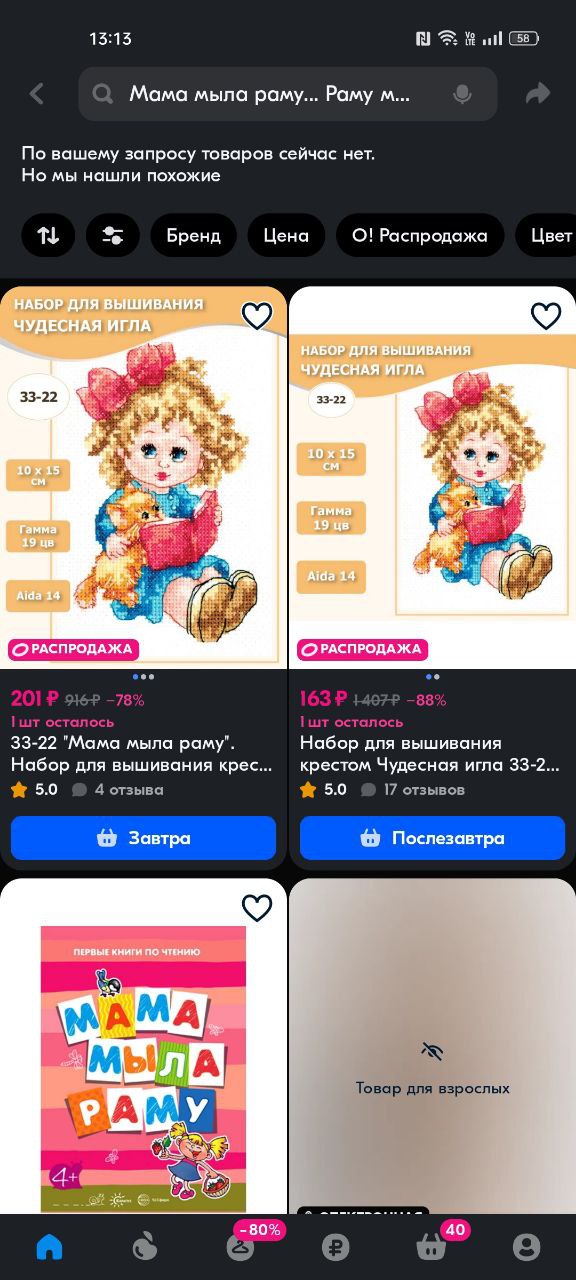 13:13
Vo LTE
58
Мама мыла раму... Раму м...
По вашему запросу товаров сейчас нет.
Но мы нашли похожие
Бренд
Цена
О! Распродажа
Цвет
НАБОР ДЛЯ ВЫШИВАНИЯ
ЧУДЕСНАЯ ИГЛА
33-22
10 х 15
см
Гамма
19 цв
Aida 14
РАСПРОДАЖА
201 ₽ 916 ₽ −78%
1 шт осталось
33-22 "Мама мыла раму".
Набор для вышивания крес...
5.0 4 отзыва
Завтра
НАБОР ДЛЯ ВЫШИВАНИЯ
ЧУДЕСНАЯ ИГЛА
33-22
10 х 15
см
Гамма
19 цв
Aida 14
РАСПРОДАЖА
163 ₽ 1 407 ₽ −88%
1 шт осталось
Набор для вышивания
крестом Чудесная игла 33-2...
5.0 17 отзывов
Послезавтра
ПЕРВЫЕ КНИГИ ПО ЧТЕНИЮ
МАМА
МЫЛА
РАМУ
4+
Товар для взрослых
ЭЛЕКТРОННАЯ
-80%
₽
40